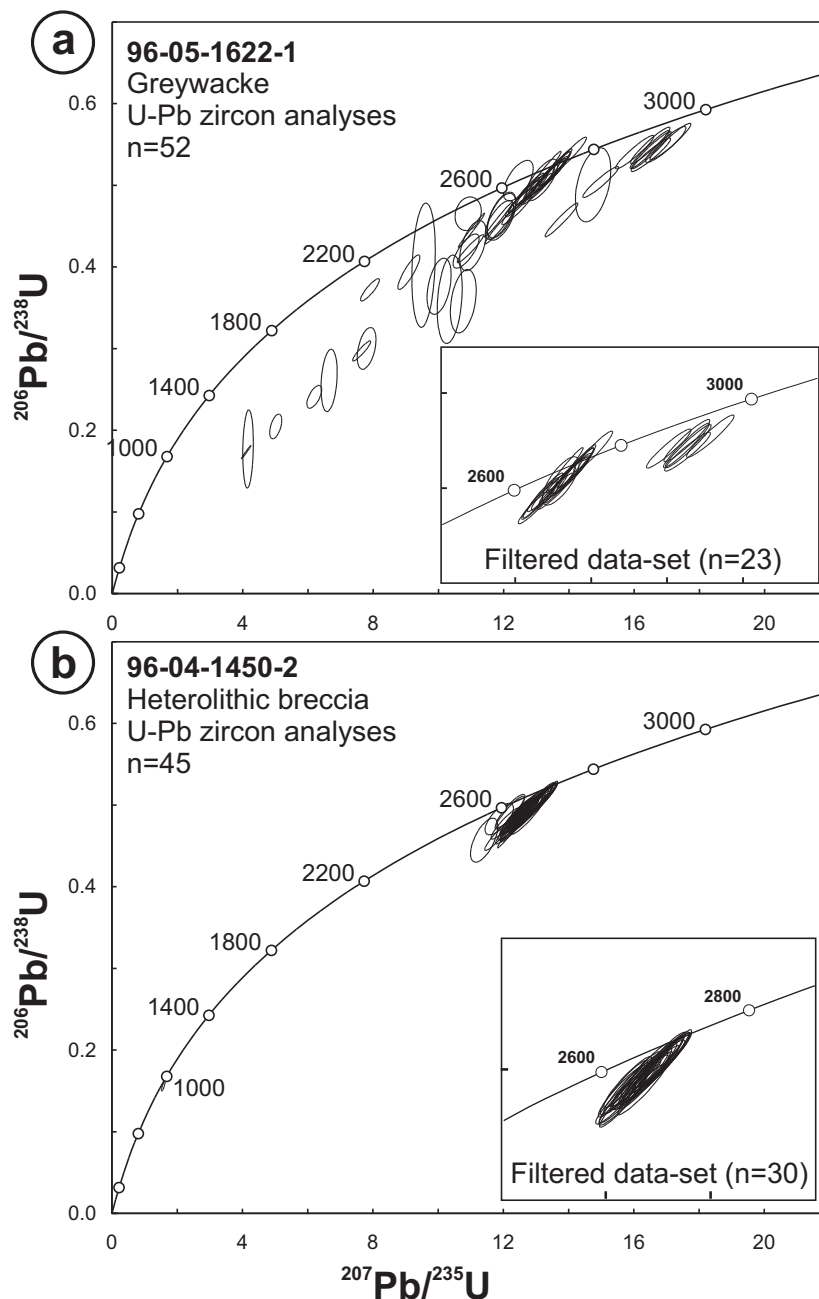 a
96-05-1622-1
Greywacke
U-Pb zircon analyses
n=52
0.6
0.4
0.2
0.0
206Pb/238U
1000
1400
1800
2200
2600
3000
0 4 8 12 16 20
2600
3000
Filtered data-set (n=23)
b
96-04-1450-2
Heterolithic breccia
U-Pb zircon analyses
n=45
0.6
0.4
0.2
0.0
206Pb/238U
1000
1400
1800
2200
2600
3000
0 4 8 12 16 20
207Pb/235U
2600
2800
Filtered data-set (n=30)